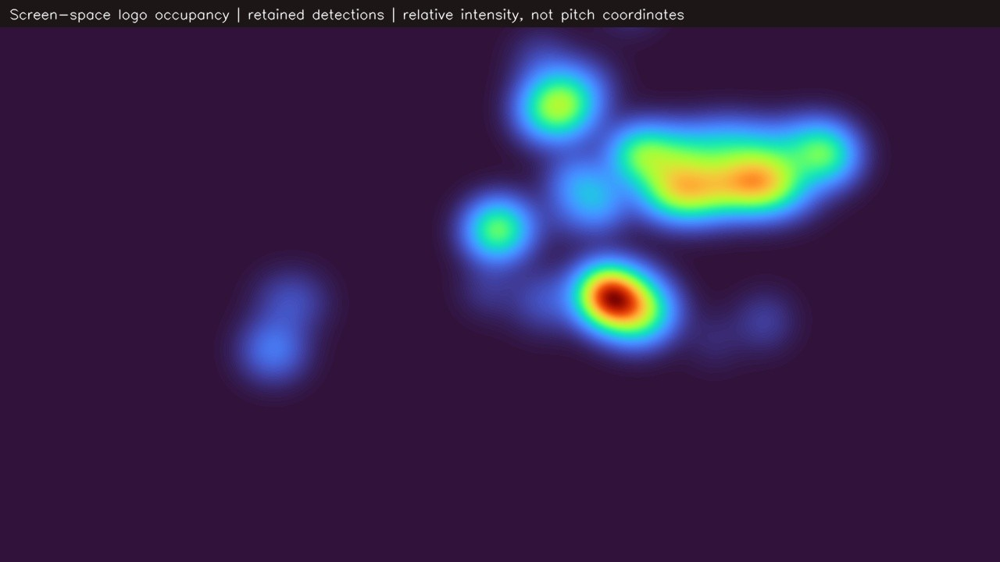 Screen-space logo occupancy | retained detections | relative intensity, not pitch coordinates